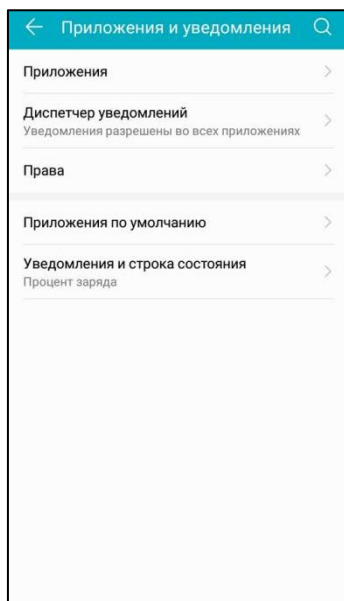 Приложения и уведомления
Приложения
Диспетчер уведомлений
Уведомления разрешены во всех приложениях
Права
Приложения по умолчанию
Уведомления и строка состояния
Процент заряда